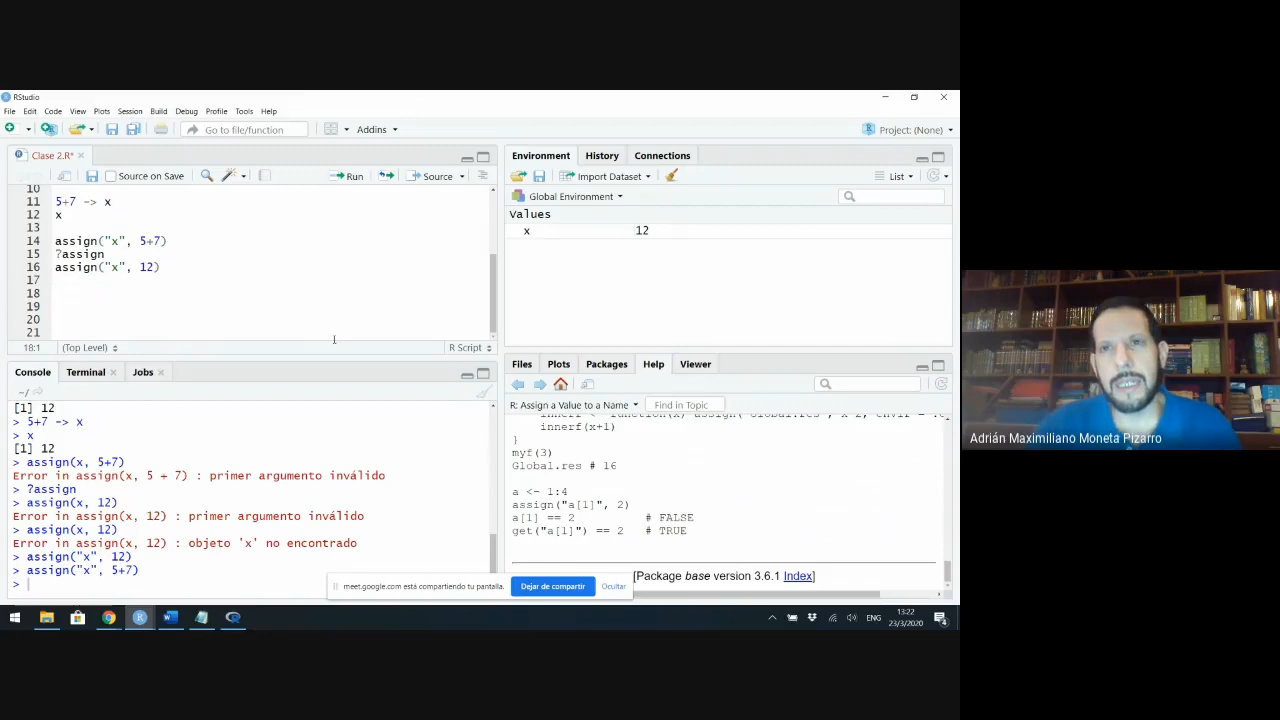 RStudio
File Edit Code View Plots Session Build Debug Profile Tools Help
Go to file/function Addins Project: (None)
Clase 2.R*
Source on Save Run Source
10
11 5+7 -> x
12 x
13
14 assign("x", 5+7)
15 ?assign
16 assign("x", 12)
17
18
19
20
21
18:1 (Top Level) R Script
Console Terminal Jobs
~/
[1] 12
> 5+7 -> x
> x
[1] 12
> assign(x, 5+7)
Error in assign(x, 5 + 7) : primer argumento inválido
> ?assign
> assign(x, 12)
Error in assign(x, 12) : primer argumento inválido
> assign(x, 12)
Error in assign(x, 12) : objeto 'x' no encontrado
> assign("x", 12)
> assign("x", 5+7)
>
Environment History Connections
Import Dataset List
Global Environment
Values
x 12
Files Plots Packages Help Viewer
R: Assign a Value to a Name Find in Topic
innerf(x+1)
}
myf(3)
Global.res # 16
a <- 1:4
assign("a[1]", 2)
a[1] == 2 # FALSE
get("a[1]") == 2 # TRUE
[Package base version 3.6.1 Index]
meet.google.com está compartiendo tu pantalla. Dejar de compartir Ocultar
ENG 13:22
23/3/2020
4
Adrián Maximiliano Moneta Pizarro